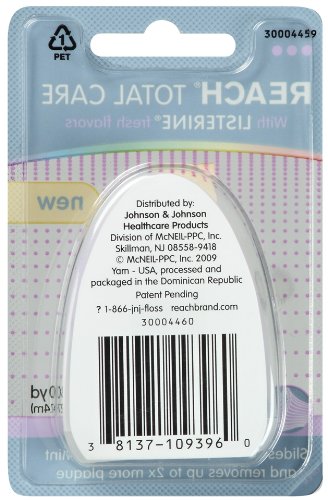 30004459
1
PET
REACH® TOTAL CARE
With LISTERINE® fresh flavors
new
Distributed by:
Johnson & Johnson
Healthcare Products
Division of McNEIL-PPC, Inc.
Skillman, NJ 08558-9418
© McNEIL-PPC, Inc. 2009
Yarn - USA, processed and
packaged in the Dominican Republic
Patent Pending
? 1-866-jnj-floss reachbrand.com
30004460
3 38137-109396 0
Slides
Mint
and removes up to 2x more plaque